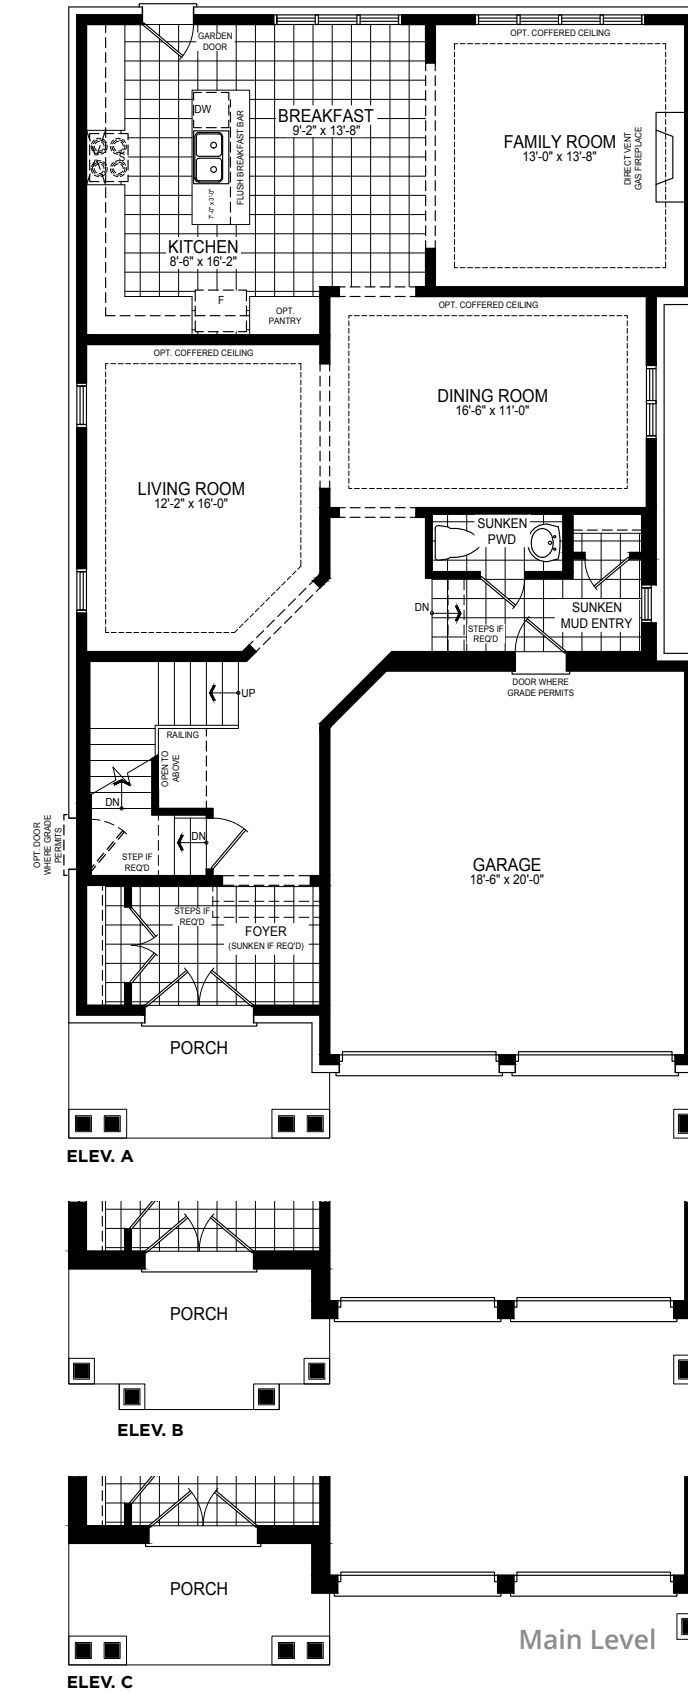 GARDEN
DOOR
OPT. COFFERED CEILING
DW
BREAKFAST
9'-2" x 13'-8"
FLUSH BREAKFAST BAR
7'-0" x 3'-0"
FAMILY ROOM
13'-0" x 13'-8"
DIRECT VENT
GAS FIREPLACE
KITCHEN
8'-6" x 16'-2"
F
OPT.
PANTRY
OPT. COFFERED CEILING
OPT. COFFERED CEILING
DINING ROOM
16'-6" x 11'-0"
LIVING ROOM
12'-2" x 16'-0"
SUNKEN
PWD
DN
STEPS IF
REQ'D
SUNKEN
MUD ENTRY
DOOR WHERE
GRADE PERMITS
UP
RAILING
OPEN TO
ABOVE
DN
DN
OPT. DOOR
WHERE GRADE
PERMITS
STEP IF
REQ'D
GARAGE
18'-6" x 20'-0"
STEPS IF
REQ'D
FOYER
(SUNKEN IF REQ'D)
PORCH
ELEV. A
PORCH
ELEV. B
PORCH
Main Level
ELEV. C